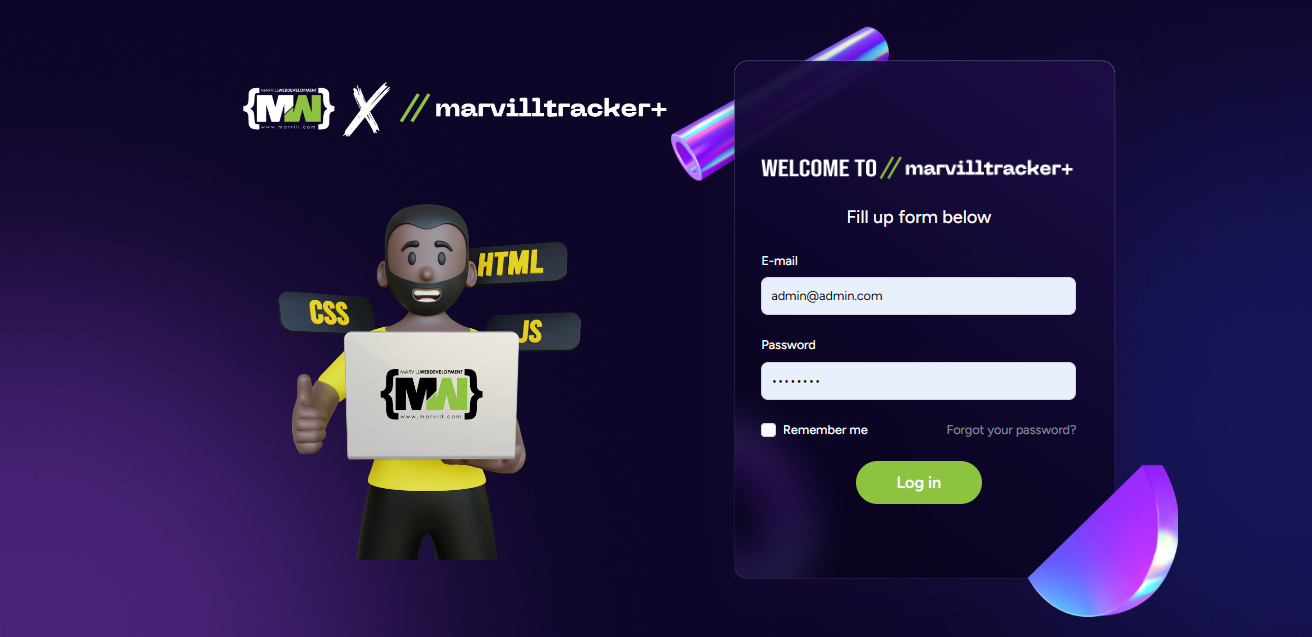 MARVILLWEBDEVELOPMENT
{MW}
www.marvill.com
X
// marvilltracker+
HTML
CSS
JS
MARVILLWEBDEVELOPMENT
{MW}
www.marvill.com
WELCOME TO // marvilltracker+
Fill up form below
E-mail
admin@admin.com
Password
••••••••
Remember me
Forgot your password?
Log in